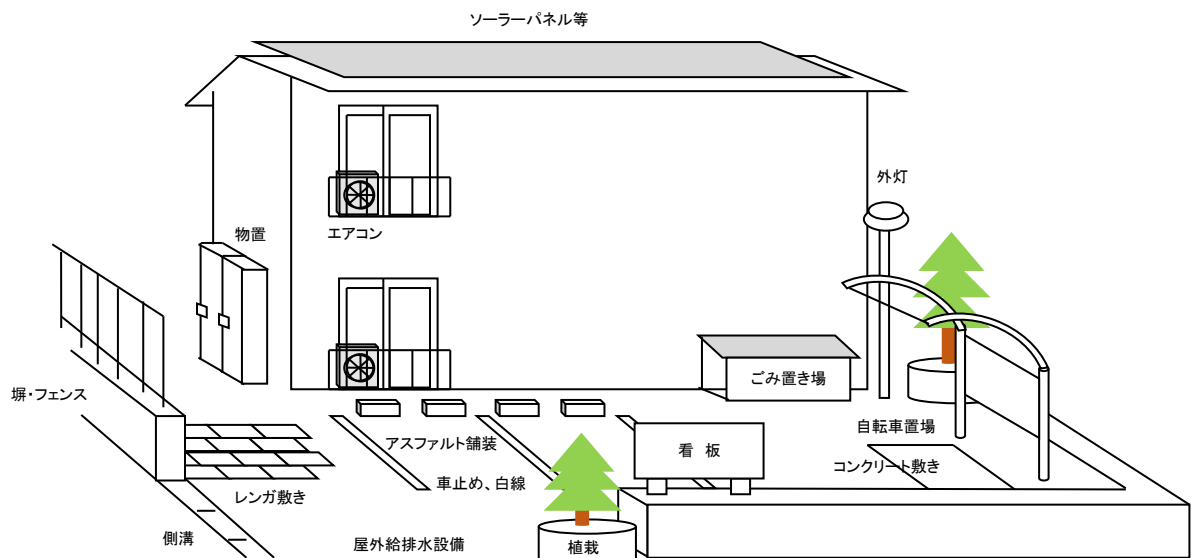 ソーラーパネル等
外灯
物置
エアコン
ごみ置き場
塀・フェンス
自転車置場
アスファルト舗装
看 板
コンクリート敷き
車止め、白線
レンガ敷き
側溝
屋外給排水設備
植栽